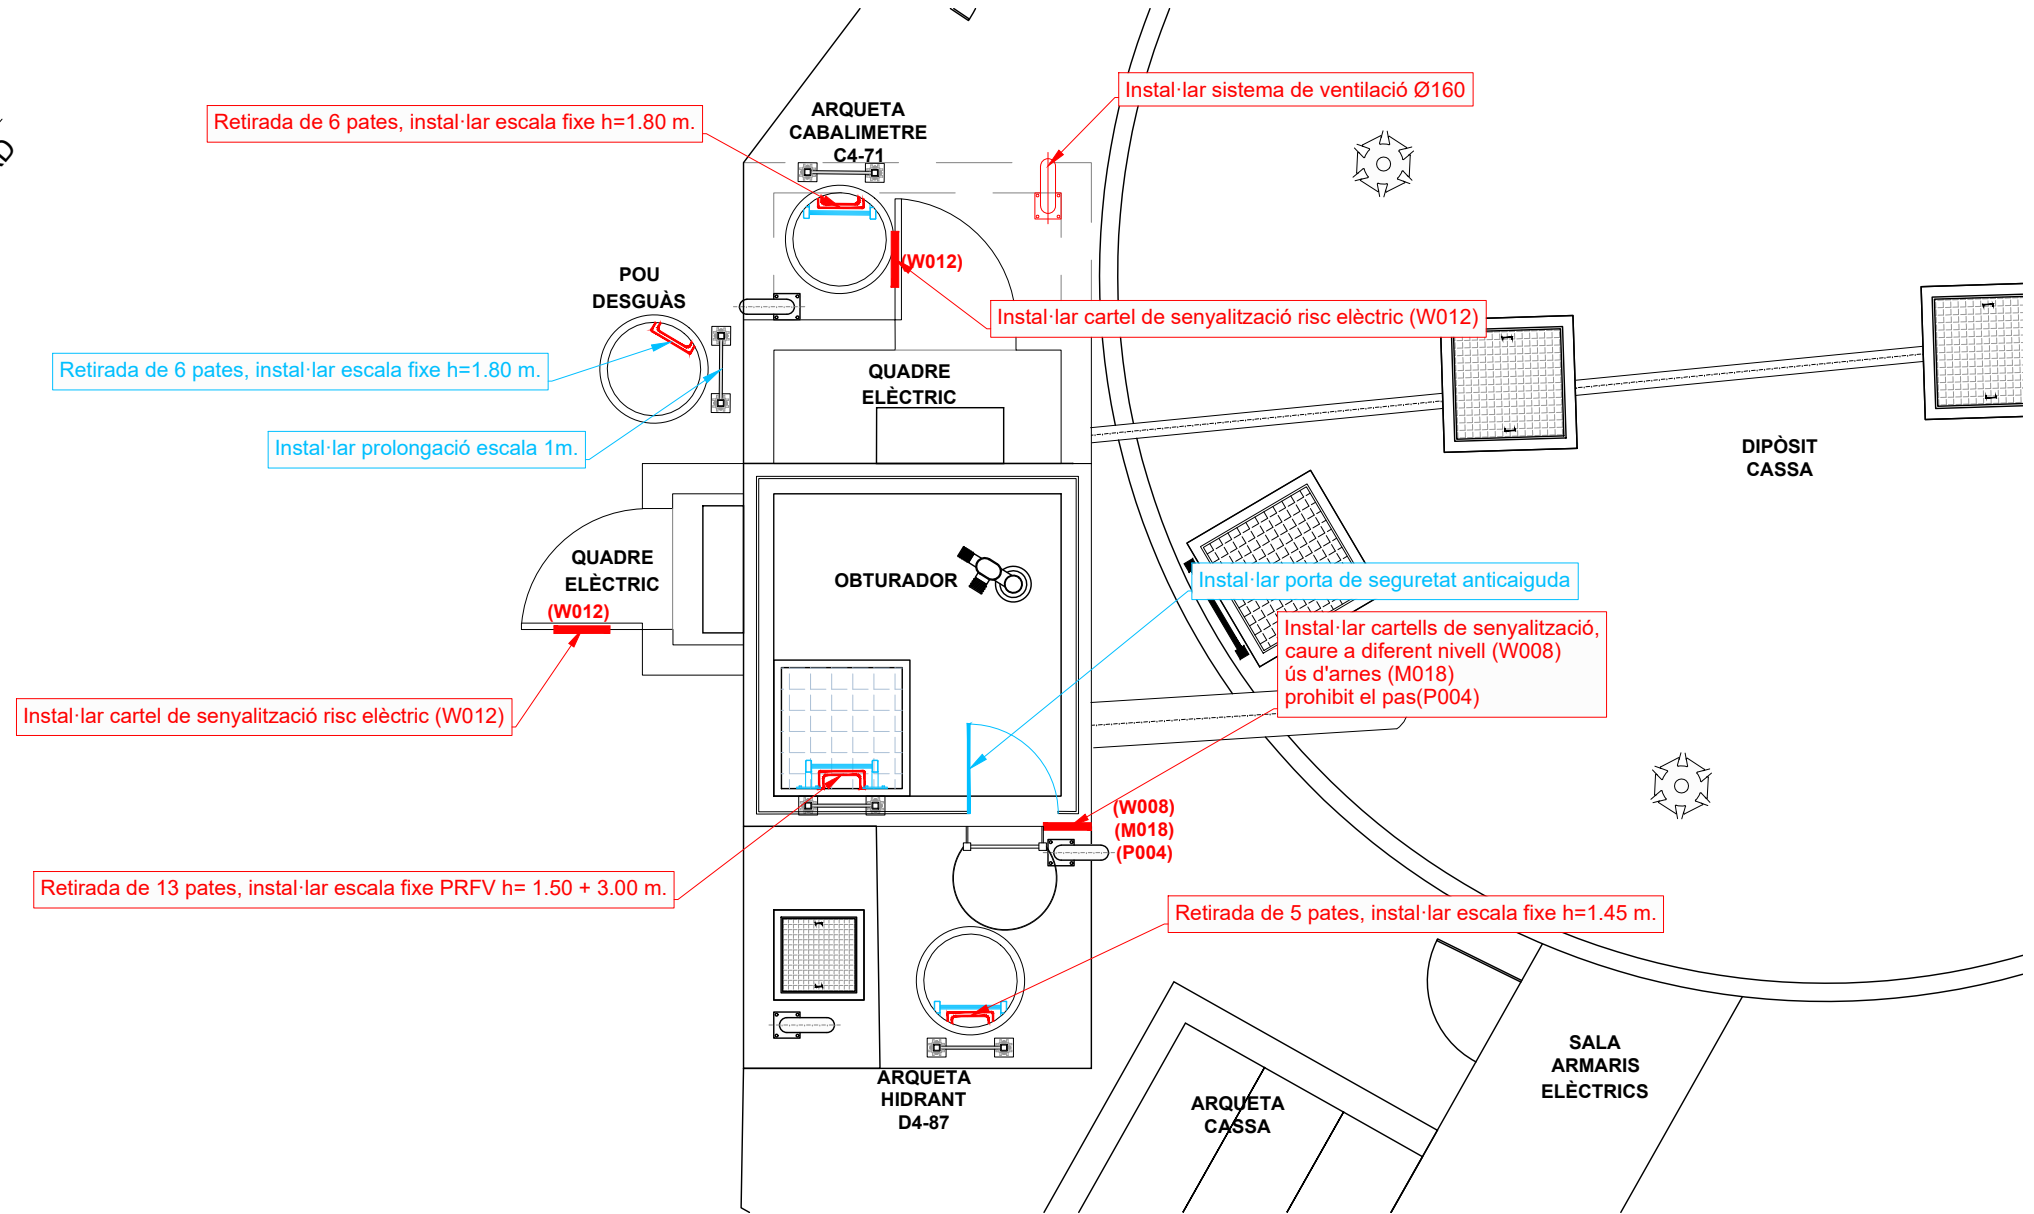 Instal·lar sistema de ventilació Ø160
ARQUETA
CABALIMETRE
C4-71
Retirada de 6 pates, instal·lar escala fixe h=1.80 m.
(W012)
POU
DESGUÀS
Instal·lar cartel de senyalització risc elèctric (W012)
Retirada de 6 pates, instal·lar escala fixe h=1.80 m.
QUADRE
ELÈCTRIC
Instal·lar prolongació escala 1m.
DIPÒSIT
CASSA
QUADRE
ELÈCTRIC
(W012)
OBTURADOR
Instal·lar porta de seguretat anticaiguda
Instal·lar cartells de senyalització,
caure a diferent nivell (W008)
ús d'arnes (M018)
prohibit el pas(P004)
Instal·lar cartel de senyalització risc elèctric (W012)
(W008)
(M018)
(P004)
Retirada de 13 pates, instal·lar escala fixe PRFV h= 1.50 + 3.00 m.
Retirada de 5 pates, instal·lar escala fixe h=1.45 m.
ARQUETA
HIDRANT
D4-87
ARQUETA
CASSA
SALA
ARMARIS
ELÈCTRICS